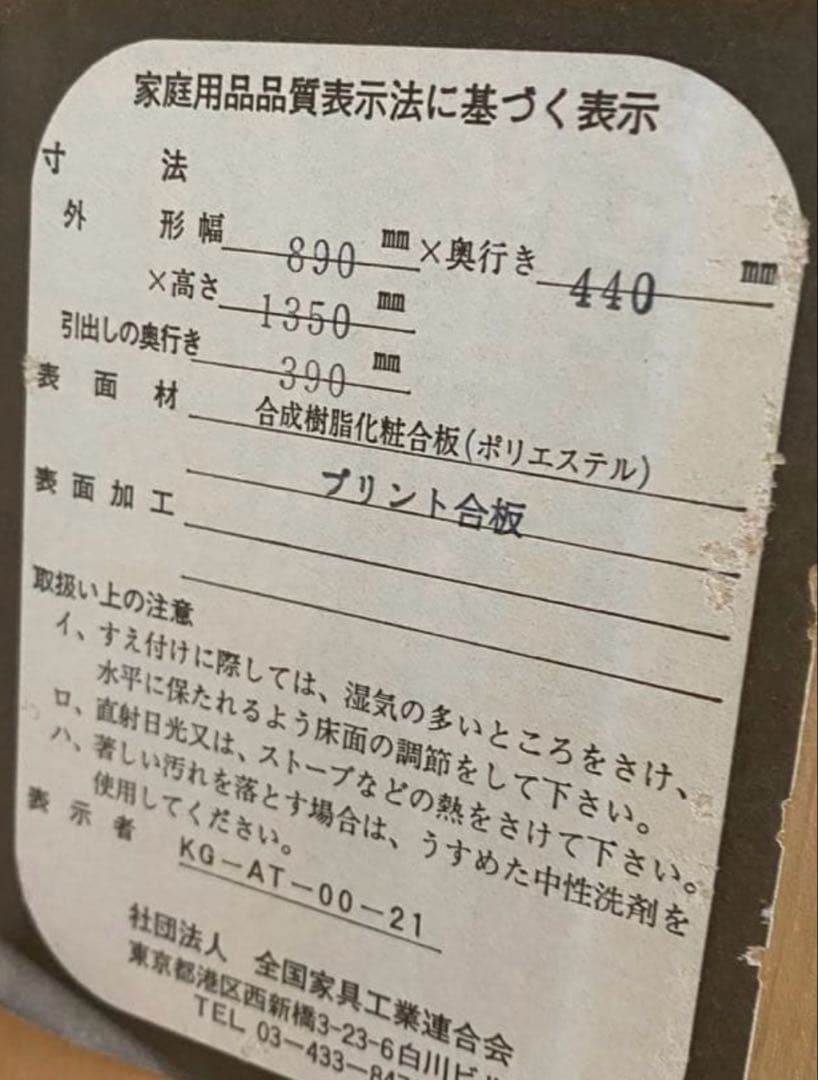 家庭用品品質表示法に基づく表示
寸法
外形幅 890 ㎜ ×奥行き 440 ㎜
×高さ 1350 ㎜
引出しの奥行き 390 ㎜
表面材 合成樹脂化粧合板(ポリエステル)
プリント合板
表面加工
取扱い上の注意
イ、すえ付けに際しては、湿気の多いところをさけ、
水平に保たれるよう床面の調節をして下さい。
ロ、直射日光又は、ストーブなどの熱をさけて下さい。
ハ、著しい汚れを落とす場合は、うすめた中性洗剤を
使用してください。
表示者 KG-AT-00-21
社団法人 全国家具工業連合会
東京都港区西新橋3-23-6白川ビ
TEL 03-433-84